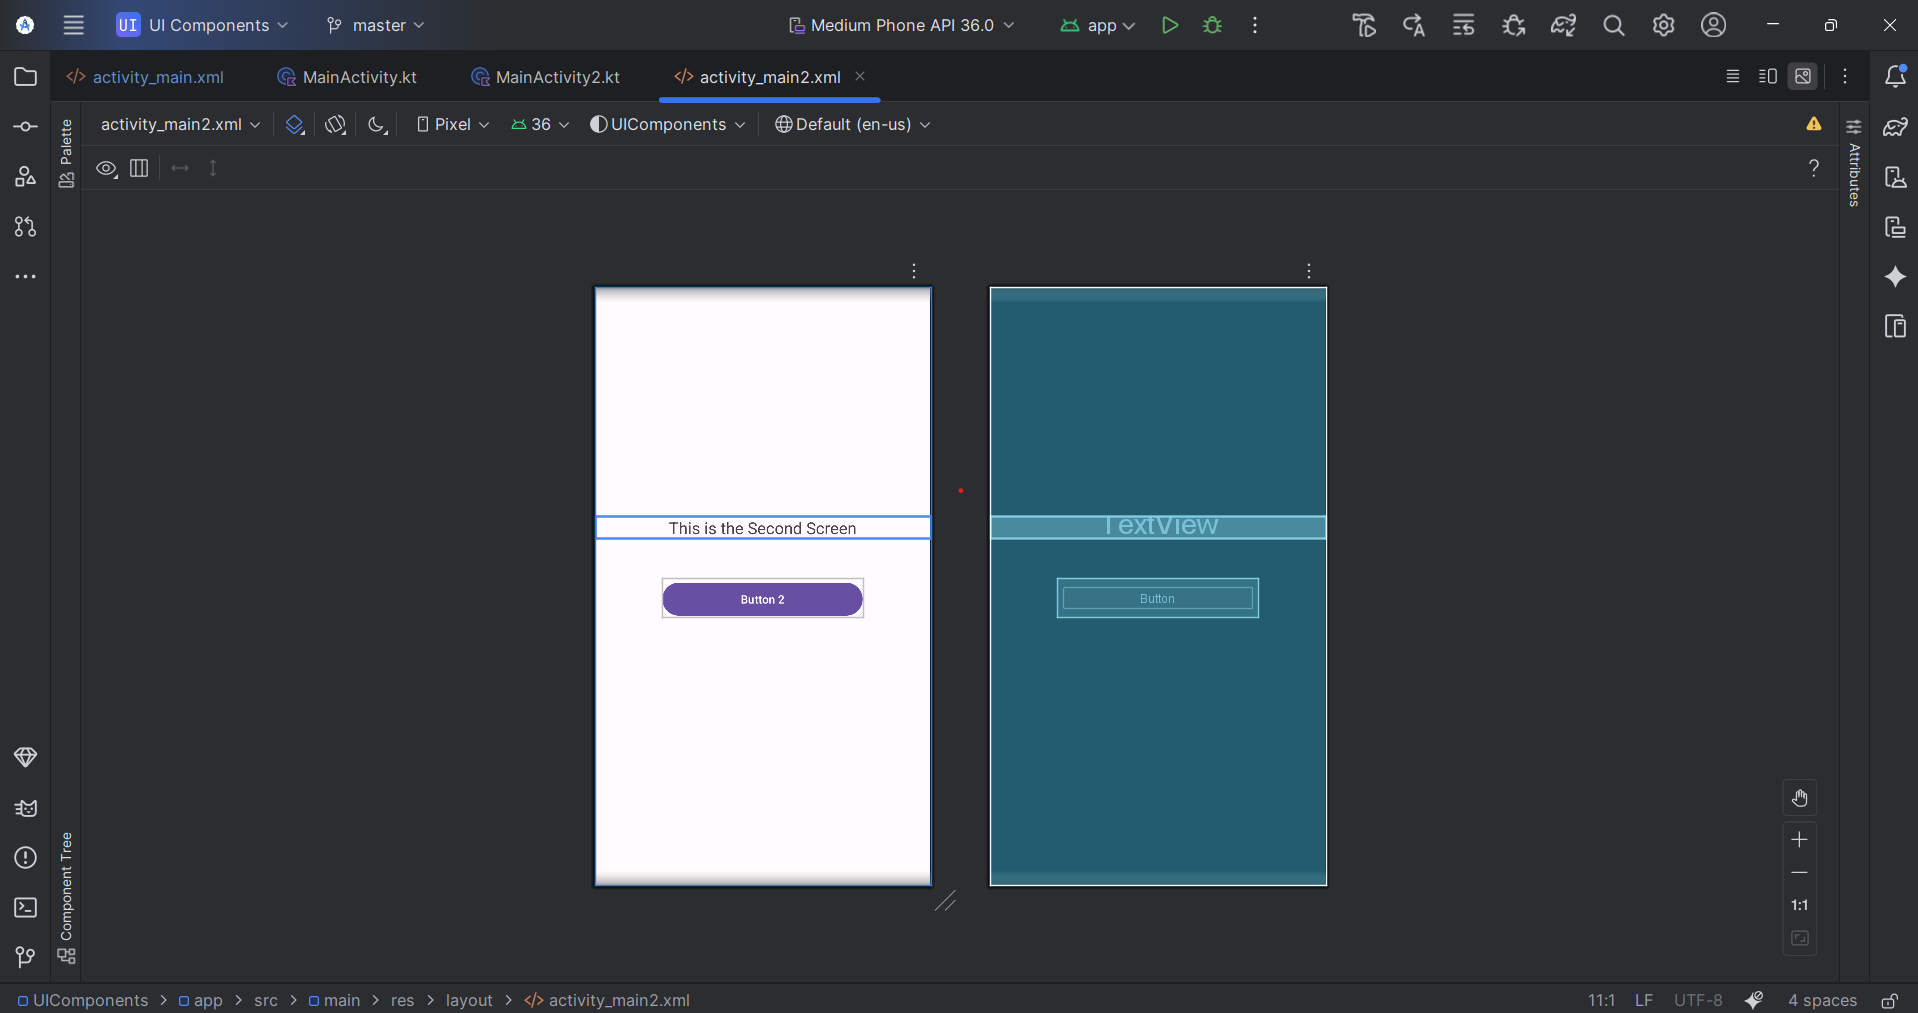 UI UI Components master Medium Phone API 36.0 app
activity_main.xml MainActivity.kt MainActivity2.kt activity_main2.xml
activity_main2.xml Pixel 36 UIComponents Default (en-us)
Palette
?
Attributes
This is the Second Screen
TextView
Button 2
Button
1:1
Component Tree
UIComponents > app > src > main > res > layout > activity_main2.xml 11:1 LF UTF-8 4 spaces